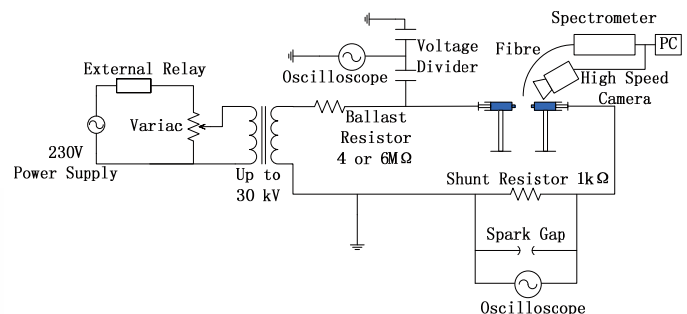 Spectrometer
PC
Fibre
Voltage
Divider
Oscilloscope
High Speed
Camera
External Relay
Variac
Ballast
Resistor
4 or 6MΩ
230V
Power Supply
Up to
30 kV
Shunt Resistor 1kΩ
Spark Gap
Oscilloscope